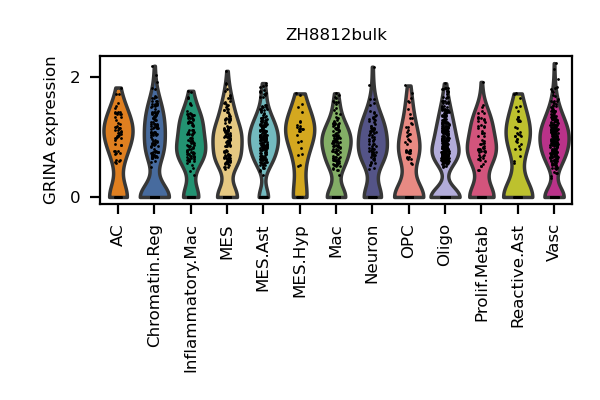 ZH8812bulk
GRINA expression
2
0
AC
Chromatin.Reg
Inflammatory.Mac
MES
MES.Ast
MES.Hyp
Mac
Neuron
OPC
Oligo
Prolif.Metab
Reactive.Ast
Vasc